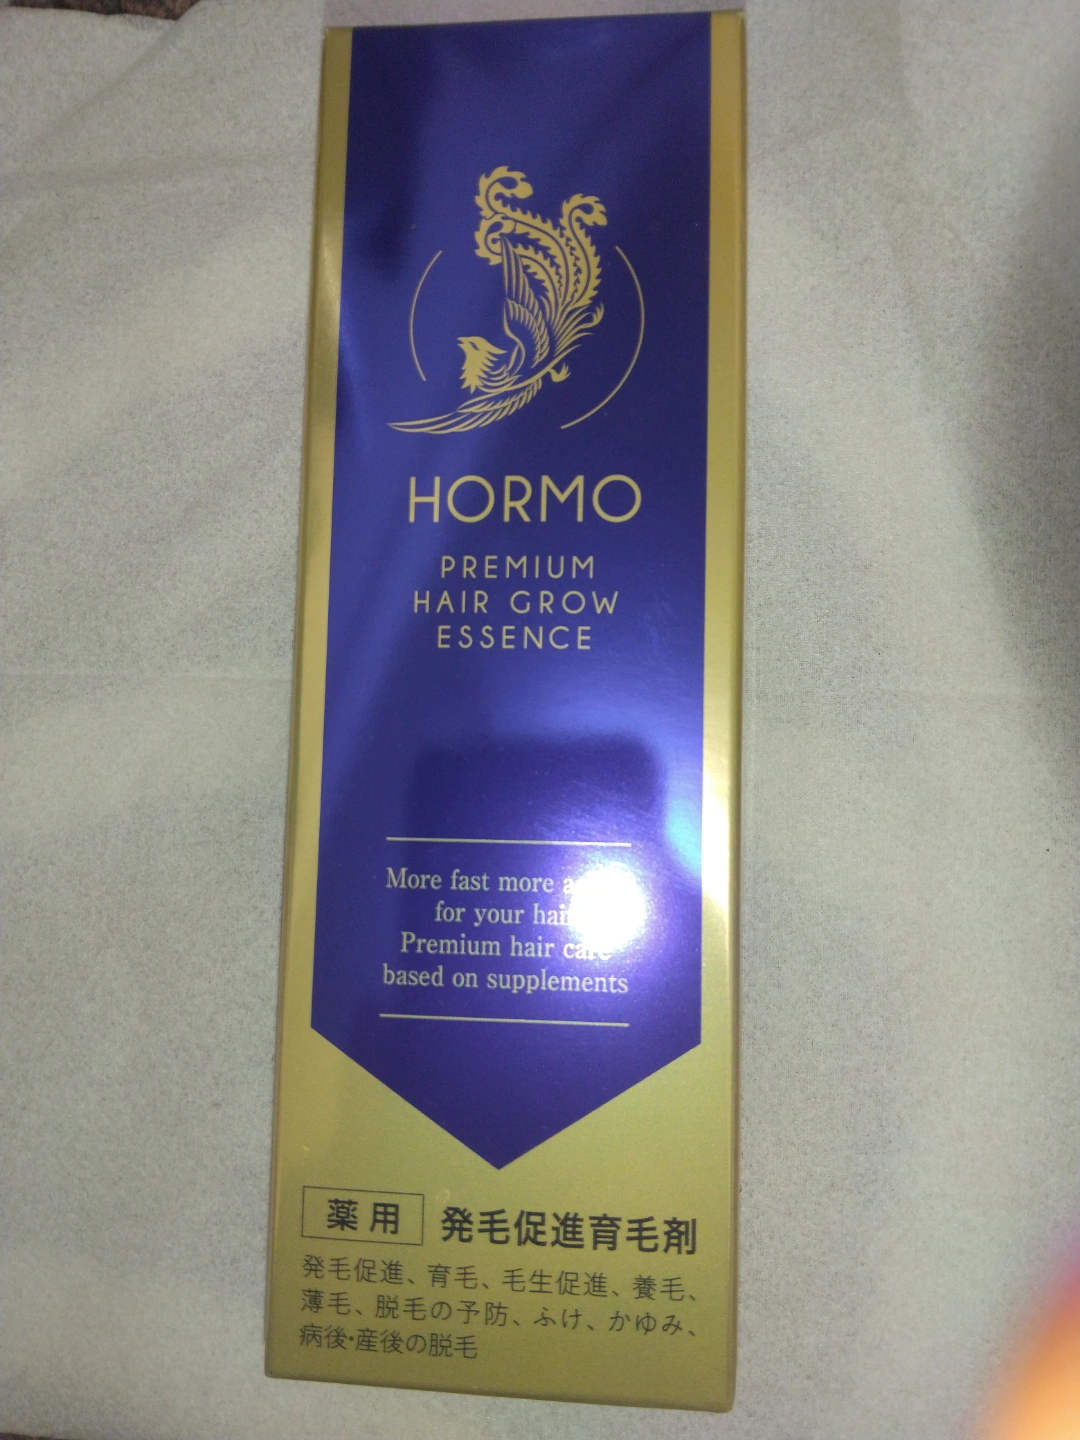 HORMO
PREMIUM
HAIR GROW
ESSENCE
More fast more
for your hair
Premium hair care
based on supplements
薬用 発毛促進育毛剤
発毛促進、育毛、毛生促進、養毛、
薄毛、脱毛の予防、ふけ、かゆみ、
病後・産後の脱毛